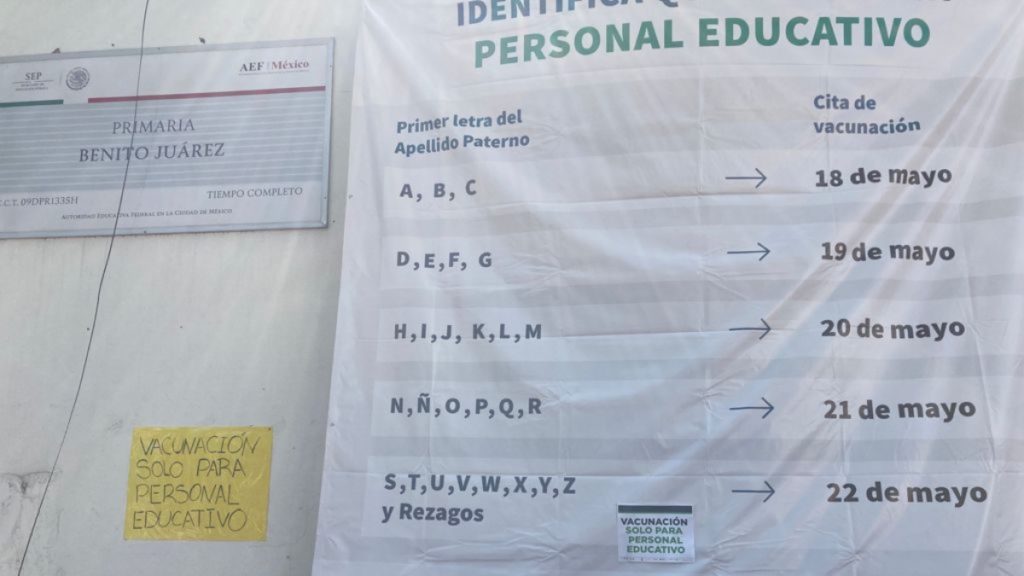 SEP
AEF México
PRIMARIA
BENITO JUÁREZ
C.C.T. 09DPR1335H
TIEMPO COMPLETO
AUTORIDAD EDUCATIVA FEDERAL EN LA CIUDAD DE MÉXICO
VACUNACIÓN
SOLO PARA
PERSONAL
EDUCATIVO
IDENTIFICA
PERSONAL EDUCATIVO
Primer letra del
Apellido Paterno
Cita de
vacunación
A, B, C → 18 de mayo
D,E,F, G → 19 de mayo
H,I,J, K,L,M → 20 de mayo
N,Ñ,O,P,Q,R → 21 de mayo
S,T,U,V,W,X,Y,Z
y Rezagos → 22 de mayo
VACUNACIÓN
SOLO PARA
PERSONAL
EDUCATIVO